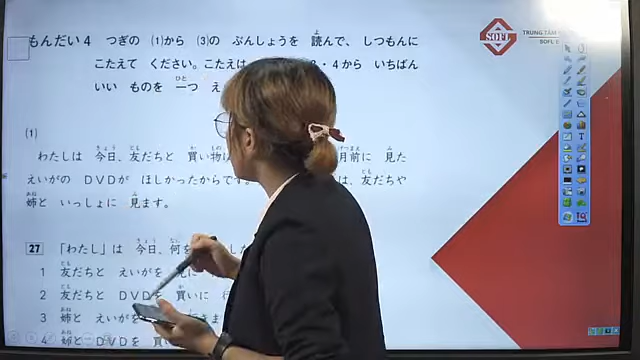 もんだい4 つぎの (1)から (3)の ぶんしょうを 読んで、 しつもんに
こたえて ください。こたえは ・4から いちばん
いい ものを 一つ え
(1)
わたしは 今日、友だちと 買い物 月前に 見た
えいがの DVDが ほしかったからです。 は、友だちや
姉と いっしょに 見ます。
27 「わたし」は 今日、何を
1 友だちと えいがを 見に
2 友だちと DVDを 買いに
3 姉と えいがを
4 姉と DVDを 買
SOFL
TRUNG TÂM
SOFL